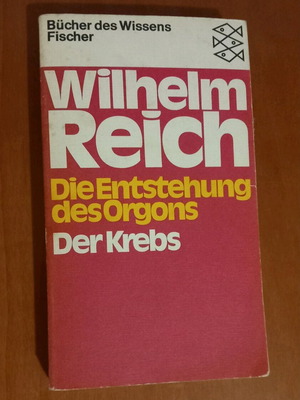 Bücher des Wissens
Fischer
Wilhelm
Reich
Die Entstehung
des Orgons
Der Krebs